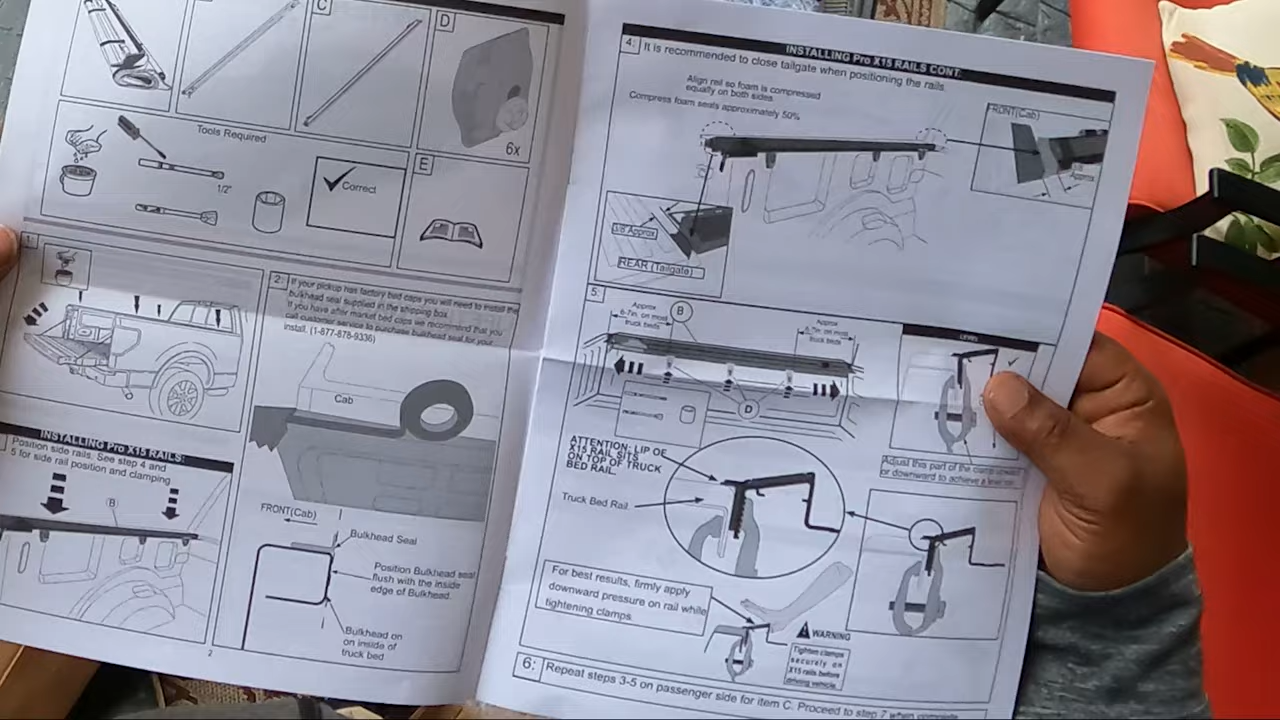 C
D
6x
Tools Required
1/2"
Correct
E
1:
2:
If your pickup has factory bed caps you will need to install the
bulkhead seal supplied in the shipping box.
If you have after market bed caps we recommend that you
call customer service to purchase bulkhead seal for your
install. (1-877-878-9336)
Cab
INSTALLING Pro X15 RAILS:
Position side rails. See step 4 and
5 for side rail position and clamping
B
FRONT(Cab)
Bulkhead Seal
Position Bulkhead seal
flush with the inside
edge of Bulkhead.
Bulkhead on
on inside of
truck bed
2
INSTALLING Pro X15 RAILS CONT.
4:
It is recommended to close tailgate when positioning the rails.
Align rail so foam is compressed
equally on both sides.
Compress foam seals approximately 50%
FRONT(Cab)
Approx
3/8 Approx
REAR (Tailgate)
5:
Approx
6-7in. on most
truck beds
B
Approx
6-7in. on most
truck beds
D
LEVEL
Adjust this part of the clamp upward
or downward to achieve a level
ATTENTION: LIP OF
X15 RAIL SITS
ON TOP OF TRUCK
BED RAIL.
Truck Bed Rail
For best results, firmly apply
downward pressure on rail while
tightening clamps.
WARNING
Tighten clamps
securely on
X15 rails before
driving vehicle.
6:
Repeat steps 3-5 on passenger side for item C. Proceed to step 7 when complete